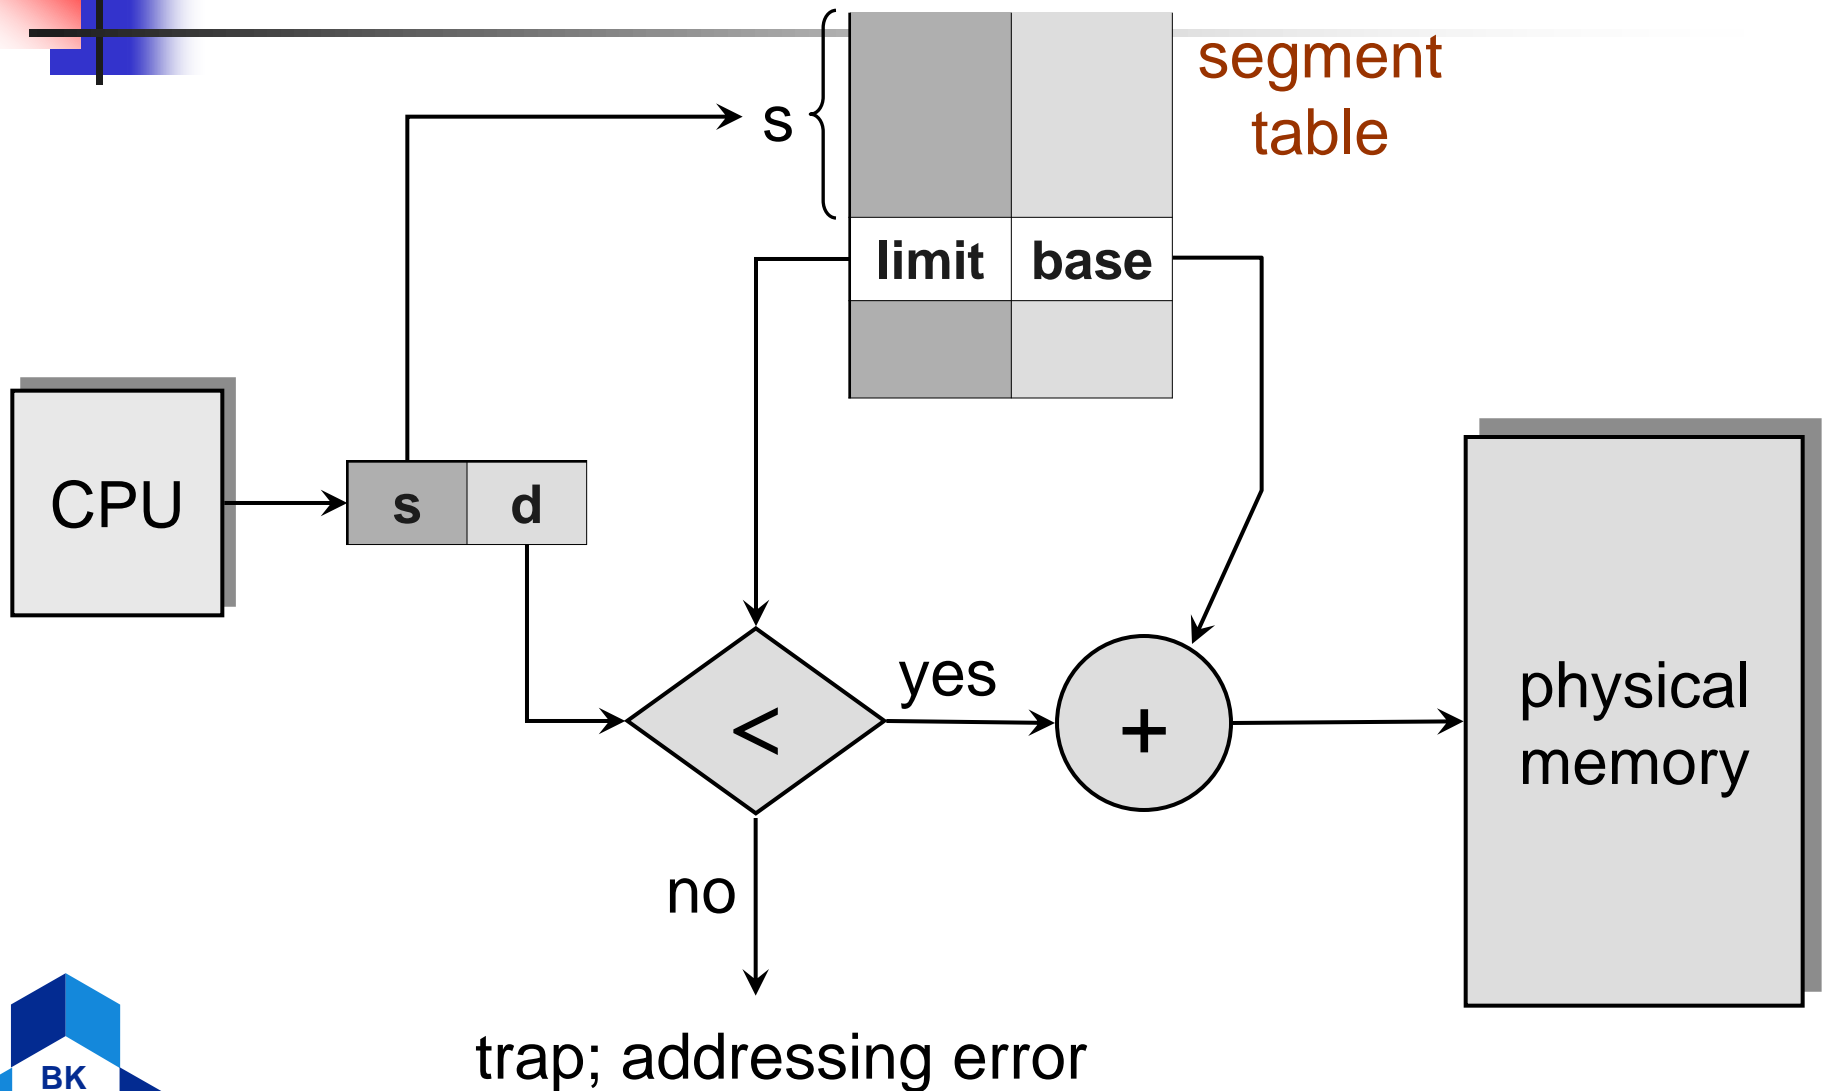 segment
table
s
limit base
CPU
s d
yes
<
+
physical
memory
no
trap; addressing error
BK